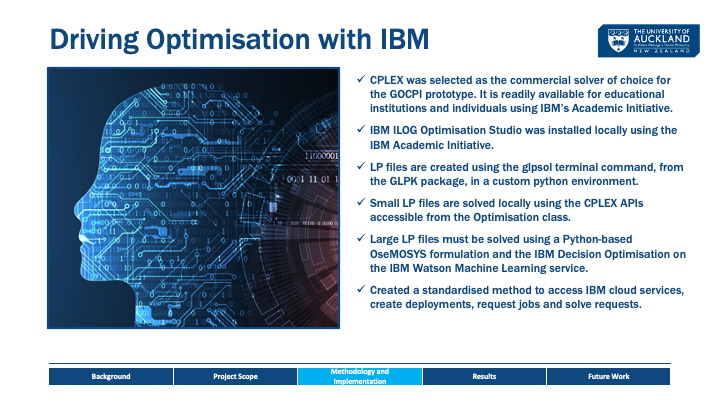 Driving Optimisation with IBM
THE UNIVERSITY OF
AUCKLAND
Te Whare Wānanga o Tāmaki Makaurau
NEW ZEALAND
✓ CPLEX was selected as the commercial solver of choice for
the GOCPI prototype. It is readily available for educational
institutions and individuals using IBM's Academic Initiative.
✓ IBM ILOG Optimisation Studio was installed locally using the
IBM Academic Initiative.
✓ LP files are created using the glpsol terminal command, from
the GLPK package, in a custom python environment.
✓ Small LP files are solved locally using the CPLEX APIs
accessible from the Optimisation class.
✓ Large LP files must be solved using a Python-based
OseMOSYS formulation and the IBM Decision Optimisation on
the IBM Watson Machine Learning service.
✓ Created a standardised method to access IBM cloud services,
create deployments, request jobs and solve requests.
Background
Project Scope
Methodology and
Implementation
Results
Future Work